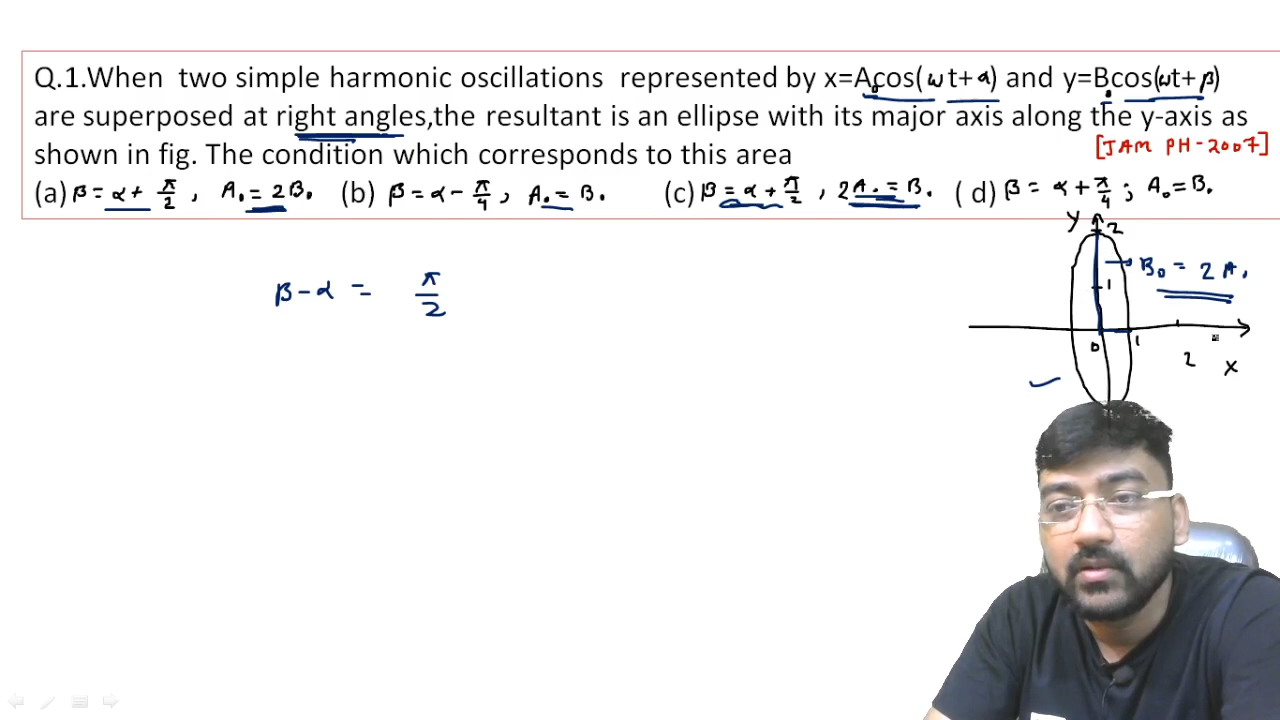 Q.1.When two simple harmonic oscillations represented by x=A₀cos(ωt+α) and y=B₀cos(ωt+β)
are superposed at right angles,the resultant is an ellipse with its major axis along the y-axis as
shown in fig. The condition which corresponds to this area
[JAM PH-2007]
(a) β = α + π/2 , A₀ = 2B₀ (b) β = α - π/4 , A₀ = B₀ (c) β = α + π/2 , 2A₀ = B₀ (d) β = α + π/4 ; A₀ = B₀
y 2
B₀ = 2A₀
1
β-α = π/2
0 1 2 x